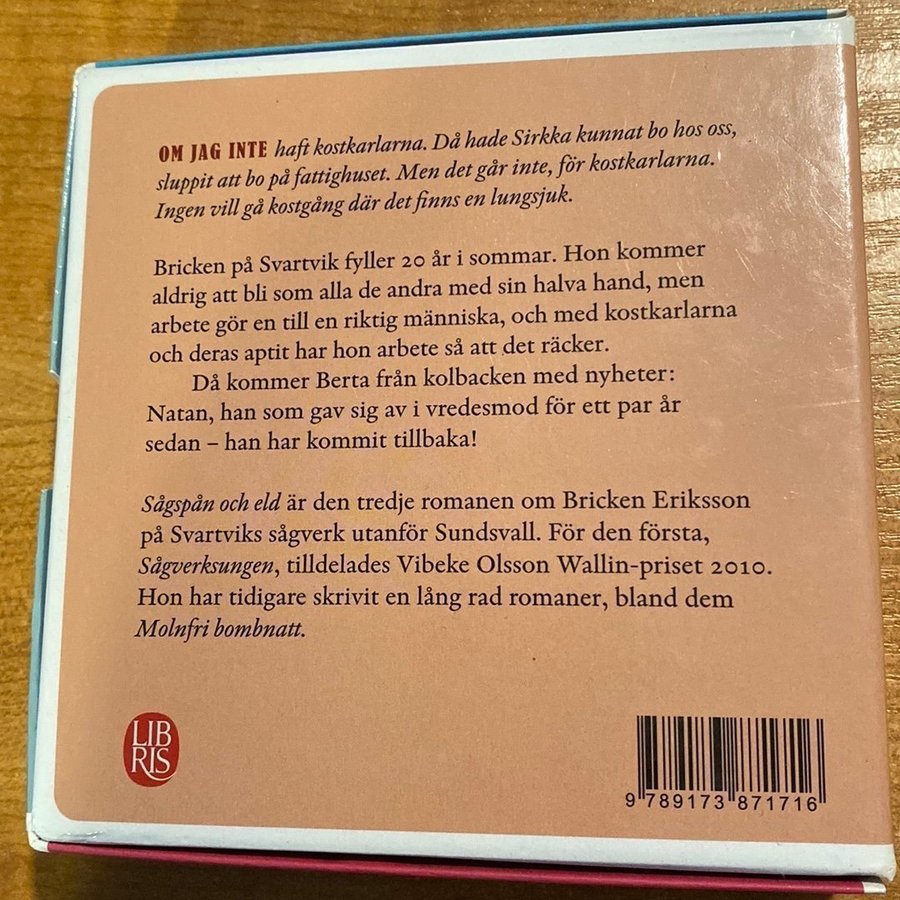 OM JAG INTE haft kostkarlarna. Då hade Sirkka kunnat bo hos oss,
sluppit att bo på fattighuset. Men det går inte, för kostkarlarna.
Ingen vill gå kostgång där det finns en lungsjuk.
Bricken på Svartvik fyller 20 år i sommar. Hon kommer
aldrig att bli som alla de andra med sin halva hand, men
arbete gör en till en riktig människa, och med kostkarlarna
och deras aptit har hon arbete så att det räcker.
Då kommer Berta från kolbacken med nyheter:
Natan, han som gav sig av i vredesmod för ett par år
sedan – han har kommit tillbaka!
Sågspån och eld är den tredje romanen om Bricken Eriksson
på Svartviks sågverk utanför Sundsvall. För den första,
Sågverksungen, tilldelades Vibeke Olsson Wallin-priset 2010.
Hon har tidigare skrivit en lång rad romaner, bland dem
Molnfri bombnatt.
LIB
RIS
9 789173 871716